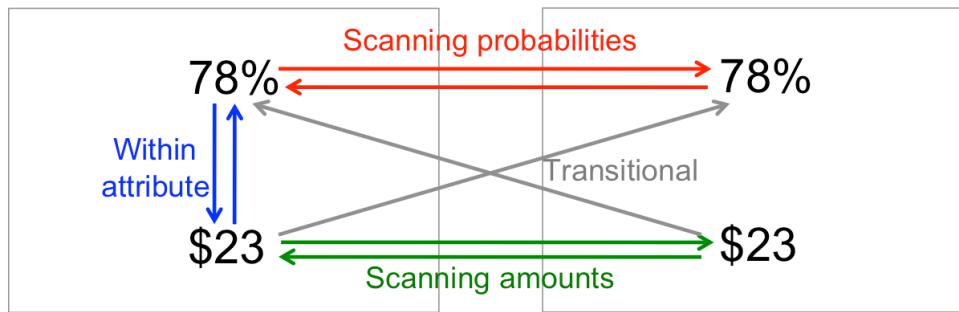 Scanning probabilities
78%
78%
Within
attribute
Transitional
$23
$23
Scanning amounts